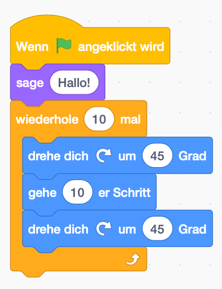 Wenn angeklickt wird
sage Hallo!
wiederhole 10 mal
drehe dich um 45 Grad
gehe 10 er Schritt
drehe dich um 45 Grad